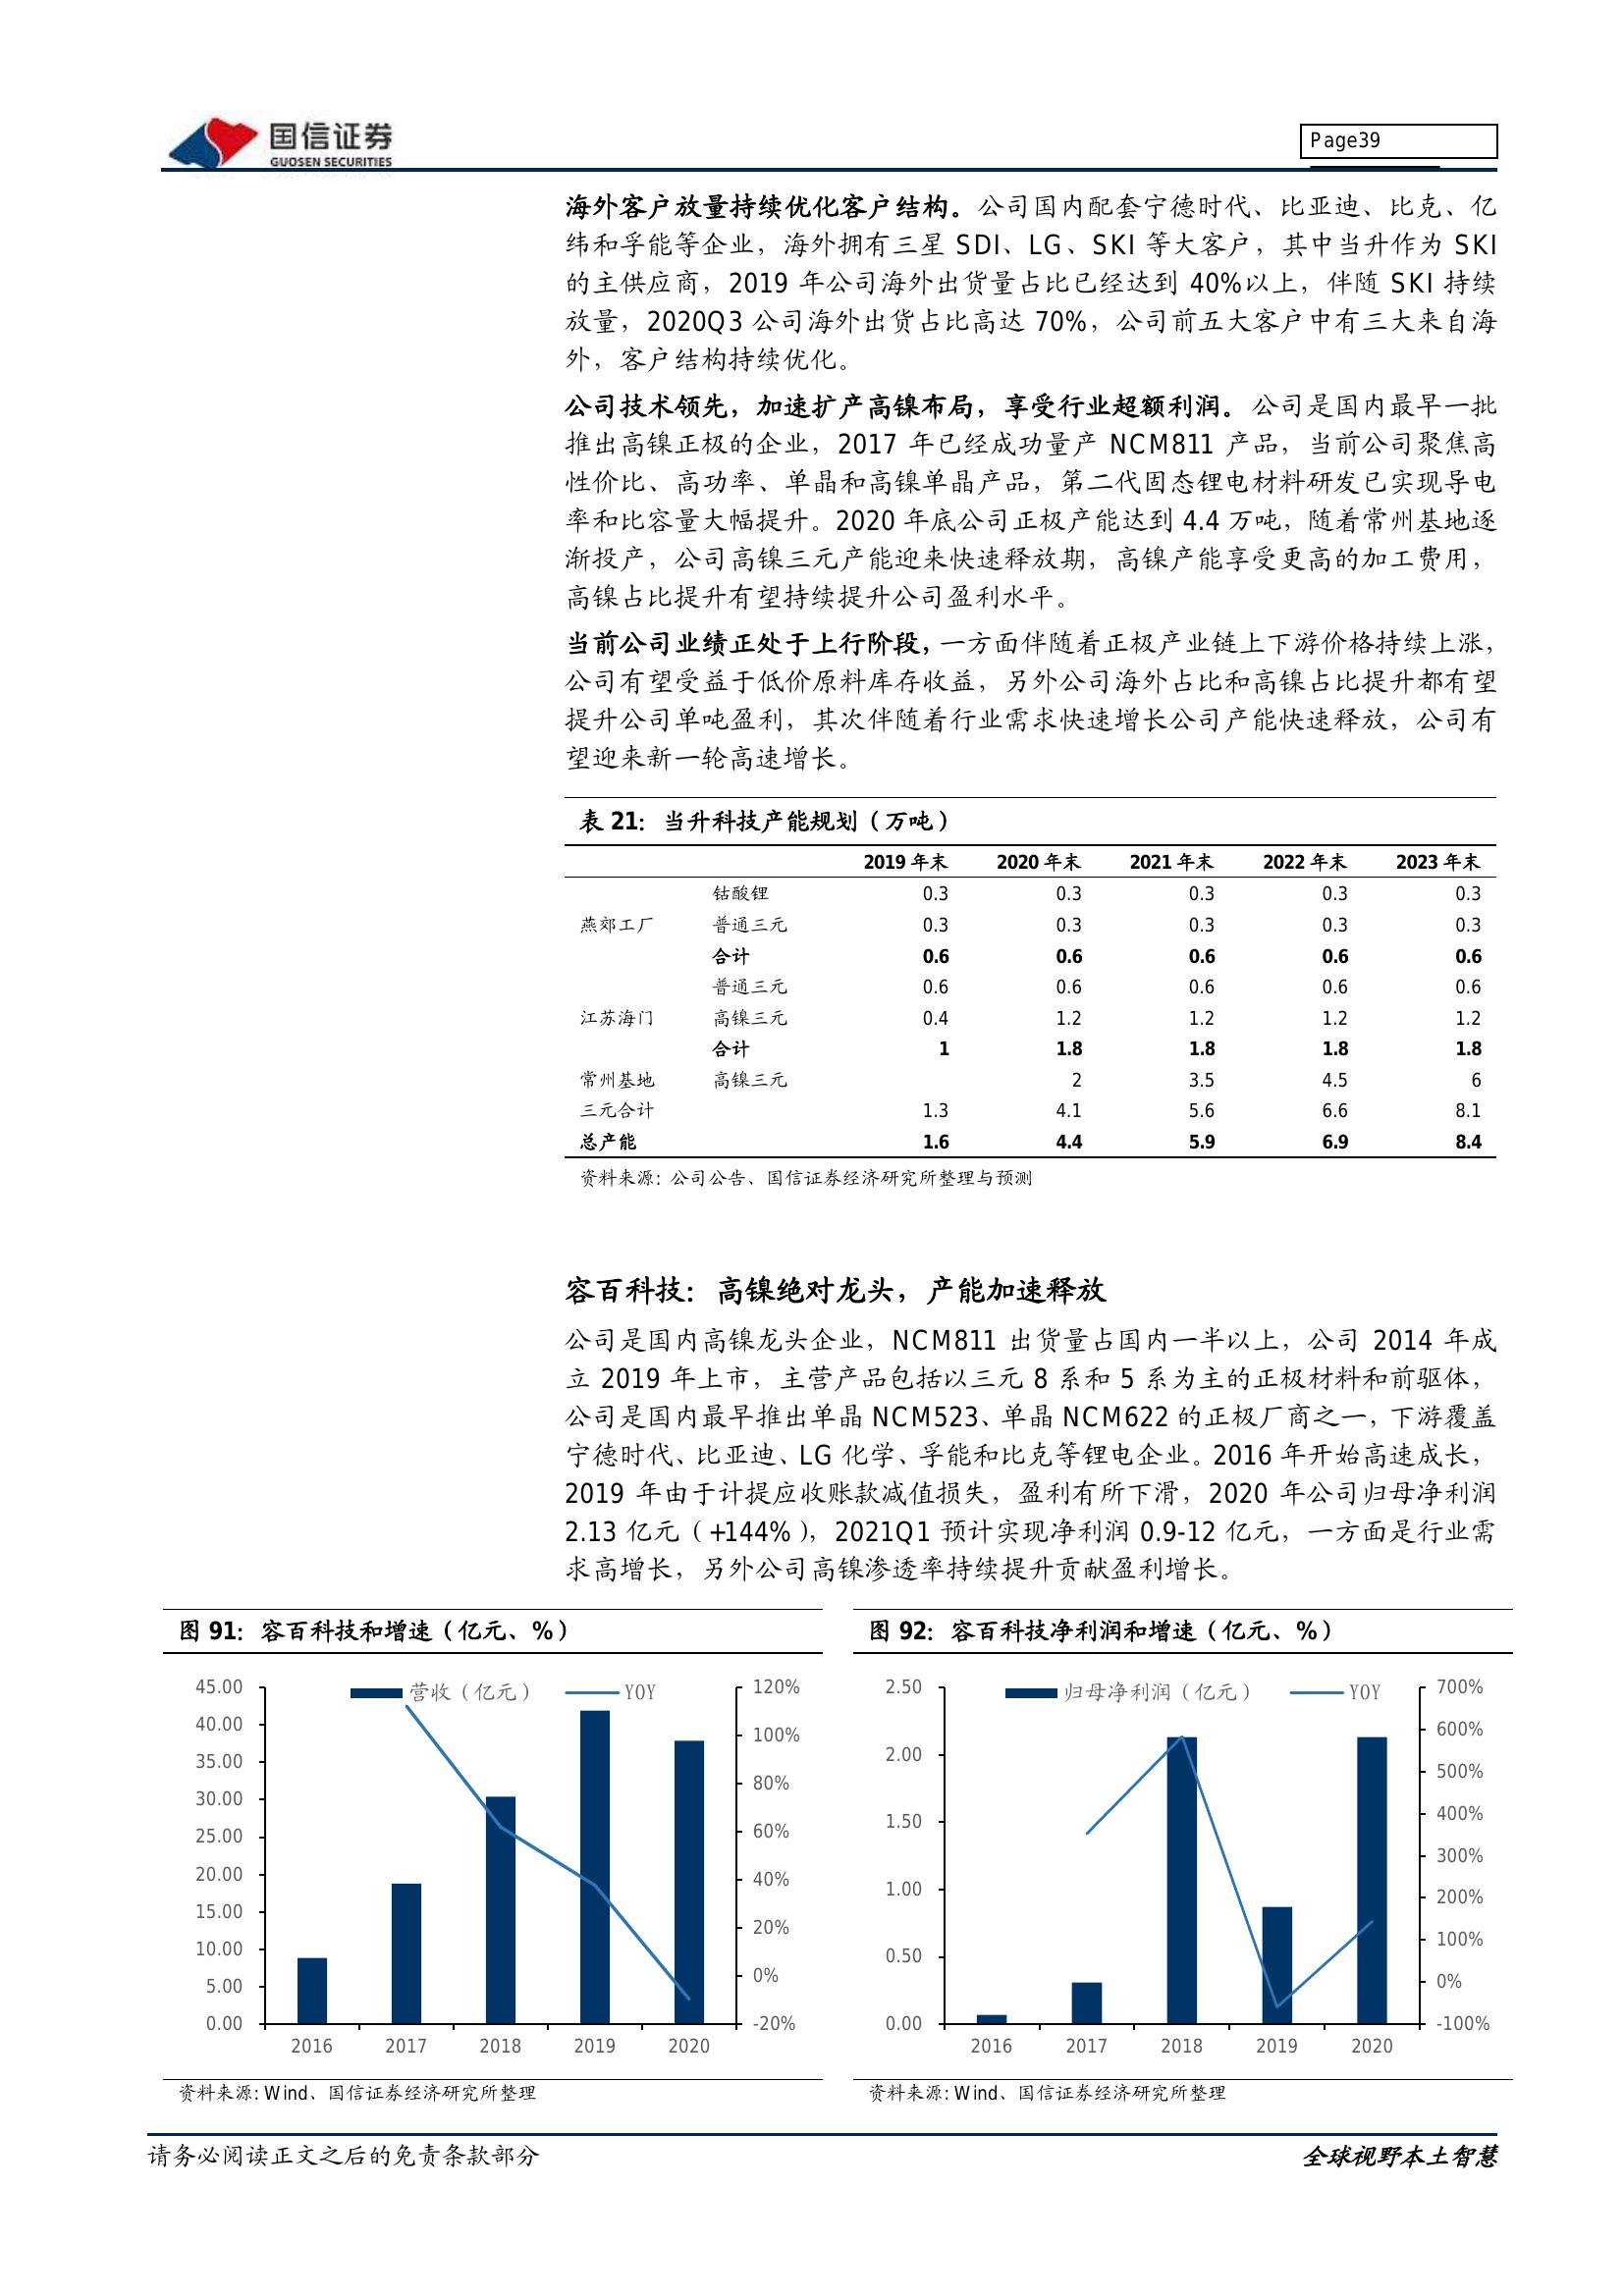 国信证券
GUOSEN SECURITIES
Page39
海外客户放量持续优化客户结构。公司国内配套宁德时代、比亚迪、比克、亿
纬和孚能等企业，海外拥有三星 SDI、LG、SKI 等大客户，其中当升作为 SKI
的主供应商，2019 年公司海外出货量占比已经达到 40%以上，伴随 SKI 持续
放量，2020Q3 公司海外出货占比高达 70%，公司前五大客户中有三大来自海
外，客户结构持续优化。
公司技术领先，加速扩产高镍布局，享受行业超额利润。公司是国内最早一批
推出高镍正极的企业，2017 年已经成功量产 NCM811 产品，当前公司聚焦高
性价比、高功率、单晶和高镍单晶产品，第二代固态锂电材料研发已实现导电
率和比容量大幅提升。2020 年底公司正极产能达到 4.4 万吨，随着常州基地逐
渐投产，公司高镍三元产能迎来快速释放期，高镍产能享受更高的加工费用，
高镍占比提升有望持续提升公司盈利水平。
当前公司业绩正处于上行阶段，一方面伴随着正极产业链上下游价格持续上涨，
公司有望受益于低价原料库存收益，另外公司海外占比和高镍占比提升都有望
提升公司单吨盈利，其次伴随着行业需求快速增长公司产能快速释放，公司有
望迎来新一轮高速增长。
表 21：当升科技产能规划（万吨）
2019 年末 2020 年末 2021 年末 2022 年末 2023 年末
钴酸锂 0.3 0.3 0.3 0.3 0.3
燕郊工厂 普通三元 0.3 0.3 0.3 0.3 0.3
合计 0.6 0.6 0.6 0.6 0.6
普通三元 0.6 0.6 0.6 0.6 0.6
江苏海门 高镍三元 0.4 1.2 1.2 1.2 1.2
合计 1 1.8 1.8 1.8 1.8
常州基地 高镍三元 2 3.5 4.5 6
三元合计 1.3 4.1 5.6 6.6 8.1
总产能 1.6 4.4 5.9 6.9 8.4
资料来源：公司公告、国信证券经济研究所整理与预测
容百科技：高镍绝对龙头，产能加速释放
公司是国内高镍龙头企业，NCM811 出货量占国内一半以上，公司 2014 年成
立 2019 年上市，主营产品包括以三元 8 系和 5 系为主的正极材料和前驱体，
公司是国内最早推出单晶 NCM523、单晶 NCM622 的正极厂商之一，下游覆盖
宁德时代、比亚迪、LG 化学、孚能和比克等锂电企业。2016 年开始高速成长，
2019 年由于计提应收账款减值损失，盈利有所下滑，2020 年公司归母净利润
2.13 亿元（+144%），2021Q1 预计实现净利润 0.9-12 亿元，一方面是行业需
求高增长，另外公司高镍渗透率持续提升贡献盈利增长。
图 91：容百科技和增速（亿元、%）
营收（亿元） YOY
45.00
40.00
35.00
30.00
25.00
20.00
15.00
10.00
5.00
0.00
120%
100%
80%
60%
40%
20%
0%
-20%
2016 2017 2018 2019 2020
资料来源：Wind、国信证券经济研究所整理
图 92：容百科技净利润和增速（亿元、%）
归母净利润（亿元） YOY
2.50
2.00
1.50
1.00
0.50
0.00
700%
600%
500%
400%
300%
200%
100%
0%
-100%
2016 2017 2018 2019 2020
资料来源：Wind、国信证券经济研究所整理
请务必阅读正文之后的免责条款部分
全球视野本土智慧